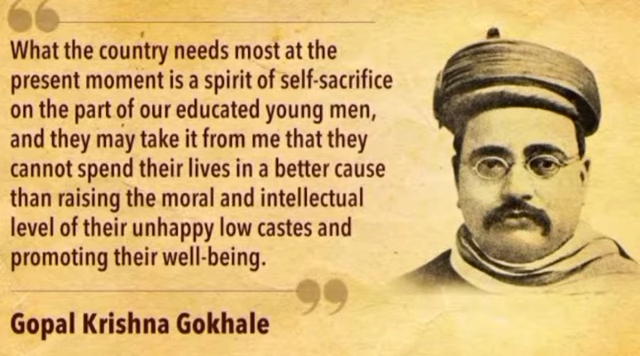 What the country needs most at the
present moment is a spirit of self-sacrifice
on the part of our educated young men,
and they may take it from me that they
cannot spend their lives in a better cause
than raising the moral and intellectual
level of their unhappy low castes and
promoting their well-being.
Gopal Krishna Gokhale